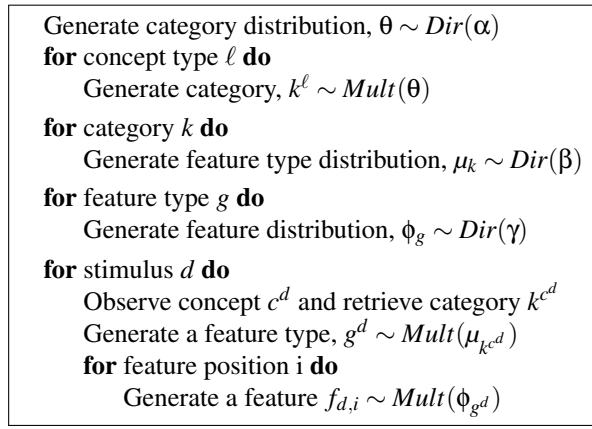 Generate category distribution, θ ∼ Dir(α)
for concept type ℓ do
Generate category, k^ℓ ∼ Mult(θ)
for category k do
Generate feature type distribution, μ_k ∼ Dir(β)
for feature type g do
Generate feature distribution, ϕ_g ∼ Dir(γ)
for stimulus d do
Observe concept c^d and retrieve category k^{c^d}
Generate a feature type, g^d ∼ Mult(μ_{k^{c^d}})
for feature position i do
Generate a feature f_{d,i} ∼ Mult(ϕ_{g^d})